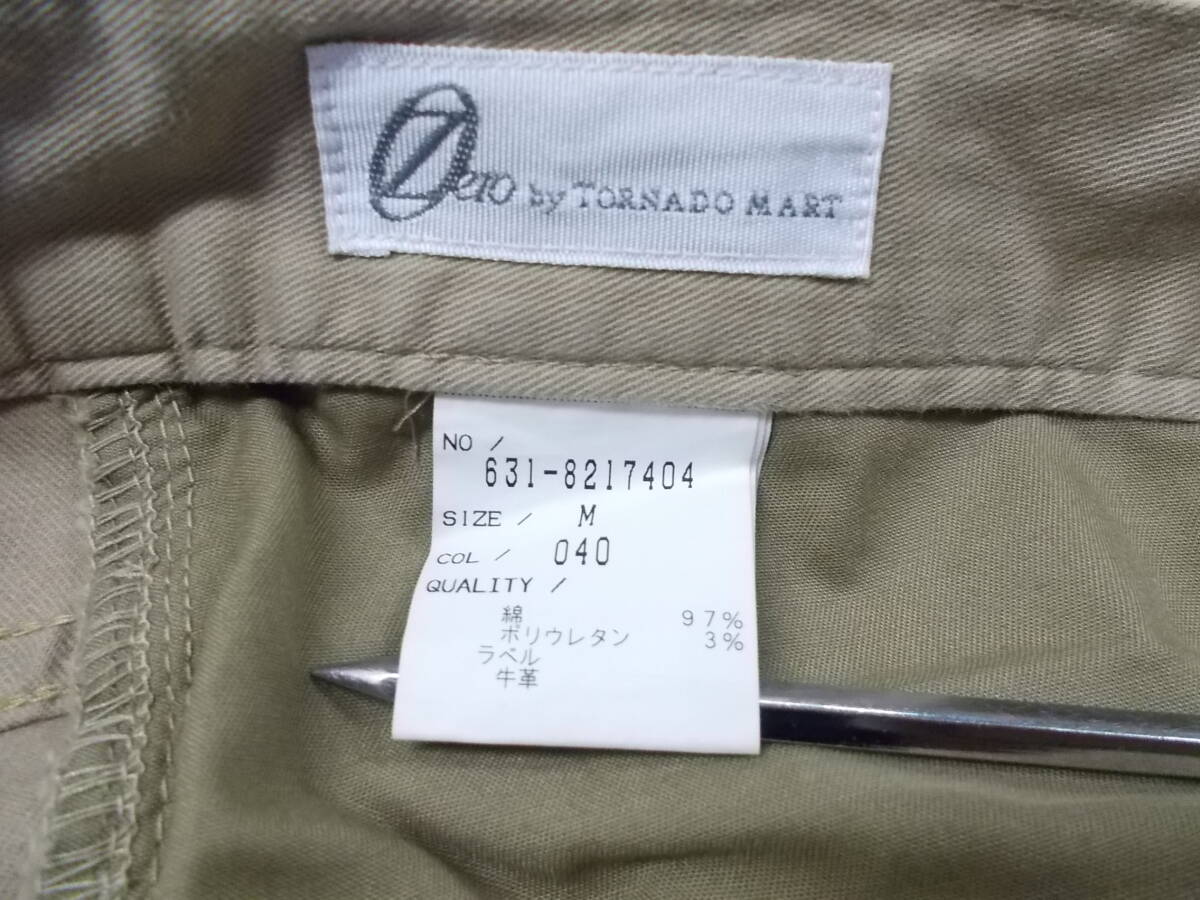 Zero by TORNADO MART
NO /
631-8217404
SIZE / M
COL / 040
QUALITY /
綿 97%
ポリウレタン 3%
ラベル
牛革